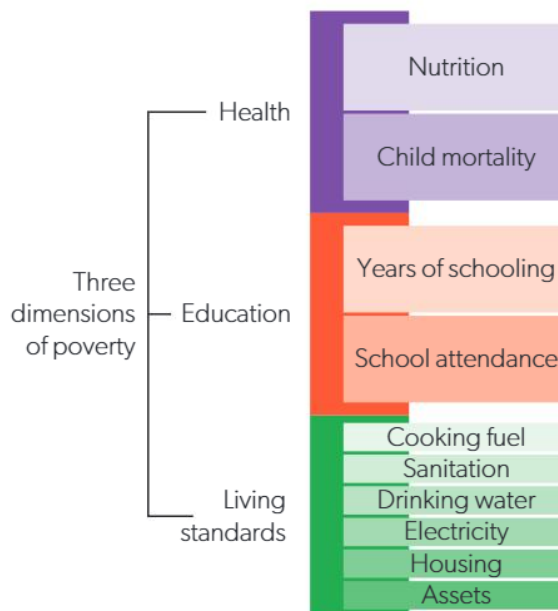 Three
dimensions
of poverty
Health
Nutrition
Child mortality
Education
Years of schooling
School attendance
Living
standards
Cooking fuel
Sanitation
Drinking water
Electricity
Housing
Assets